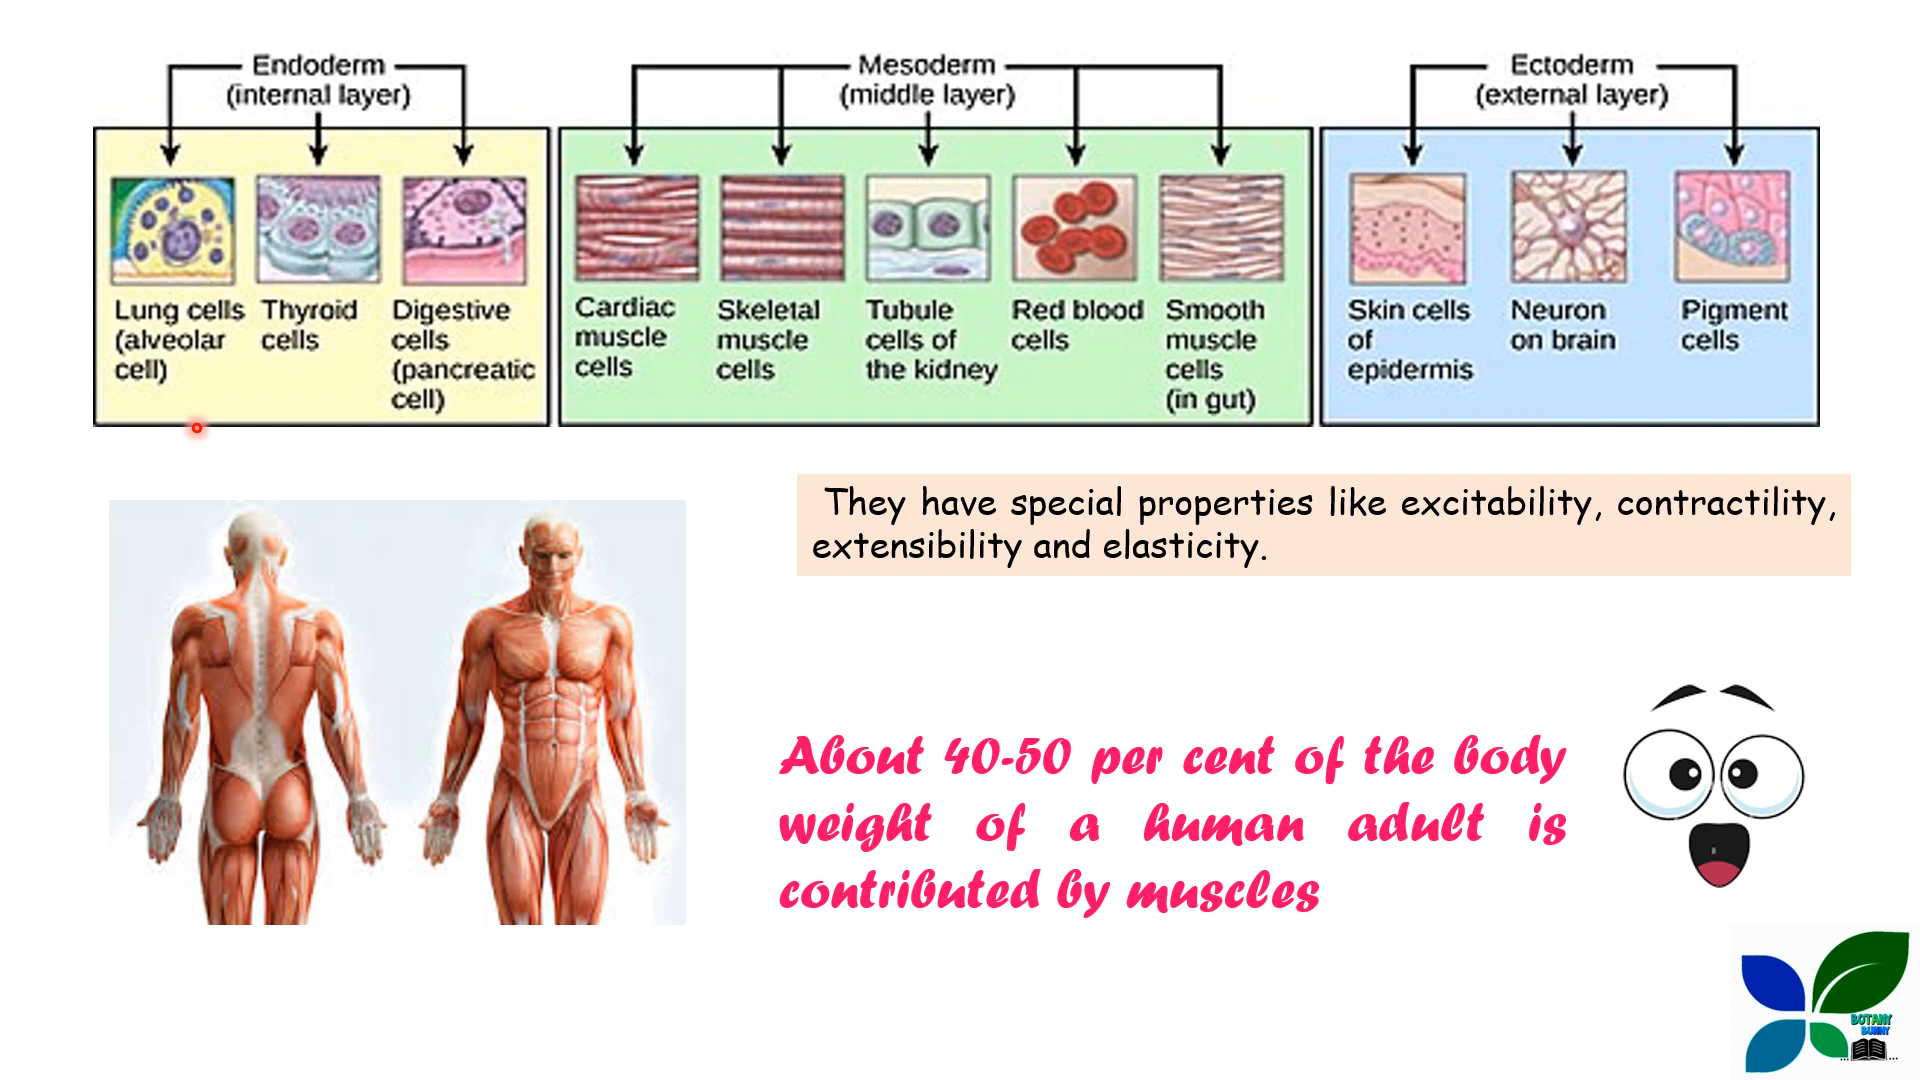 Endoderm
(internal layer)
Mesoderm
(middle layer)
Ectoderm
(external layer)
Lung cells
(alveolar
cell)
Thyroid
cells
Digestive
cells
(pancreatic
cell)
Cardiac
muscle
cells
Skeletal
muscle
cells
Tubule
cells of
the kidney
Red blood
cells
Smooth
muscle
cells
(in gut)
Skin cells
of
epidermis
Neuron
on brain
Pigment
cells
They have special properties like excitability, contractility,
extensibility and elasticity.
About 40-50 per cent of the body
weight of a human adult is
contributed by muscles
BOTANY
BUNNY